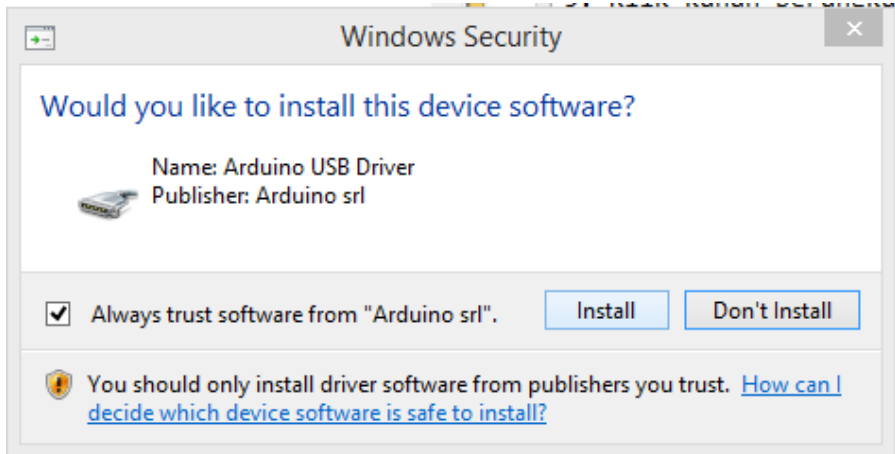 Windows Security
Would you like to install this device software?
Name: Arduino USB Driver
Publisher: Arduino srl
Always trust software from "Arduino srl".
Install
Don't Install
You should only install driver software from publishers you trust. How can I
decide which device software is safe to install?